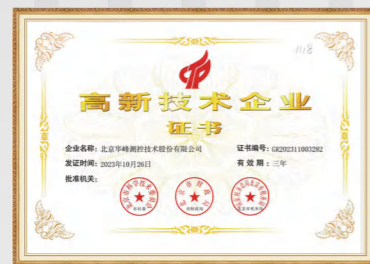 118
高新技术企业
证书
企业名称：北京华峰测控技术股份有限公司
证书编号：GR202311003282
发证时间：2023年10月26日
有效期：三年
批准机关：